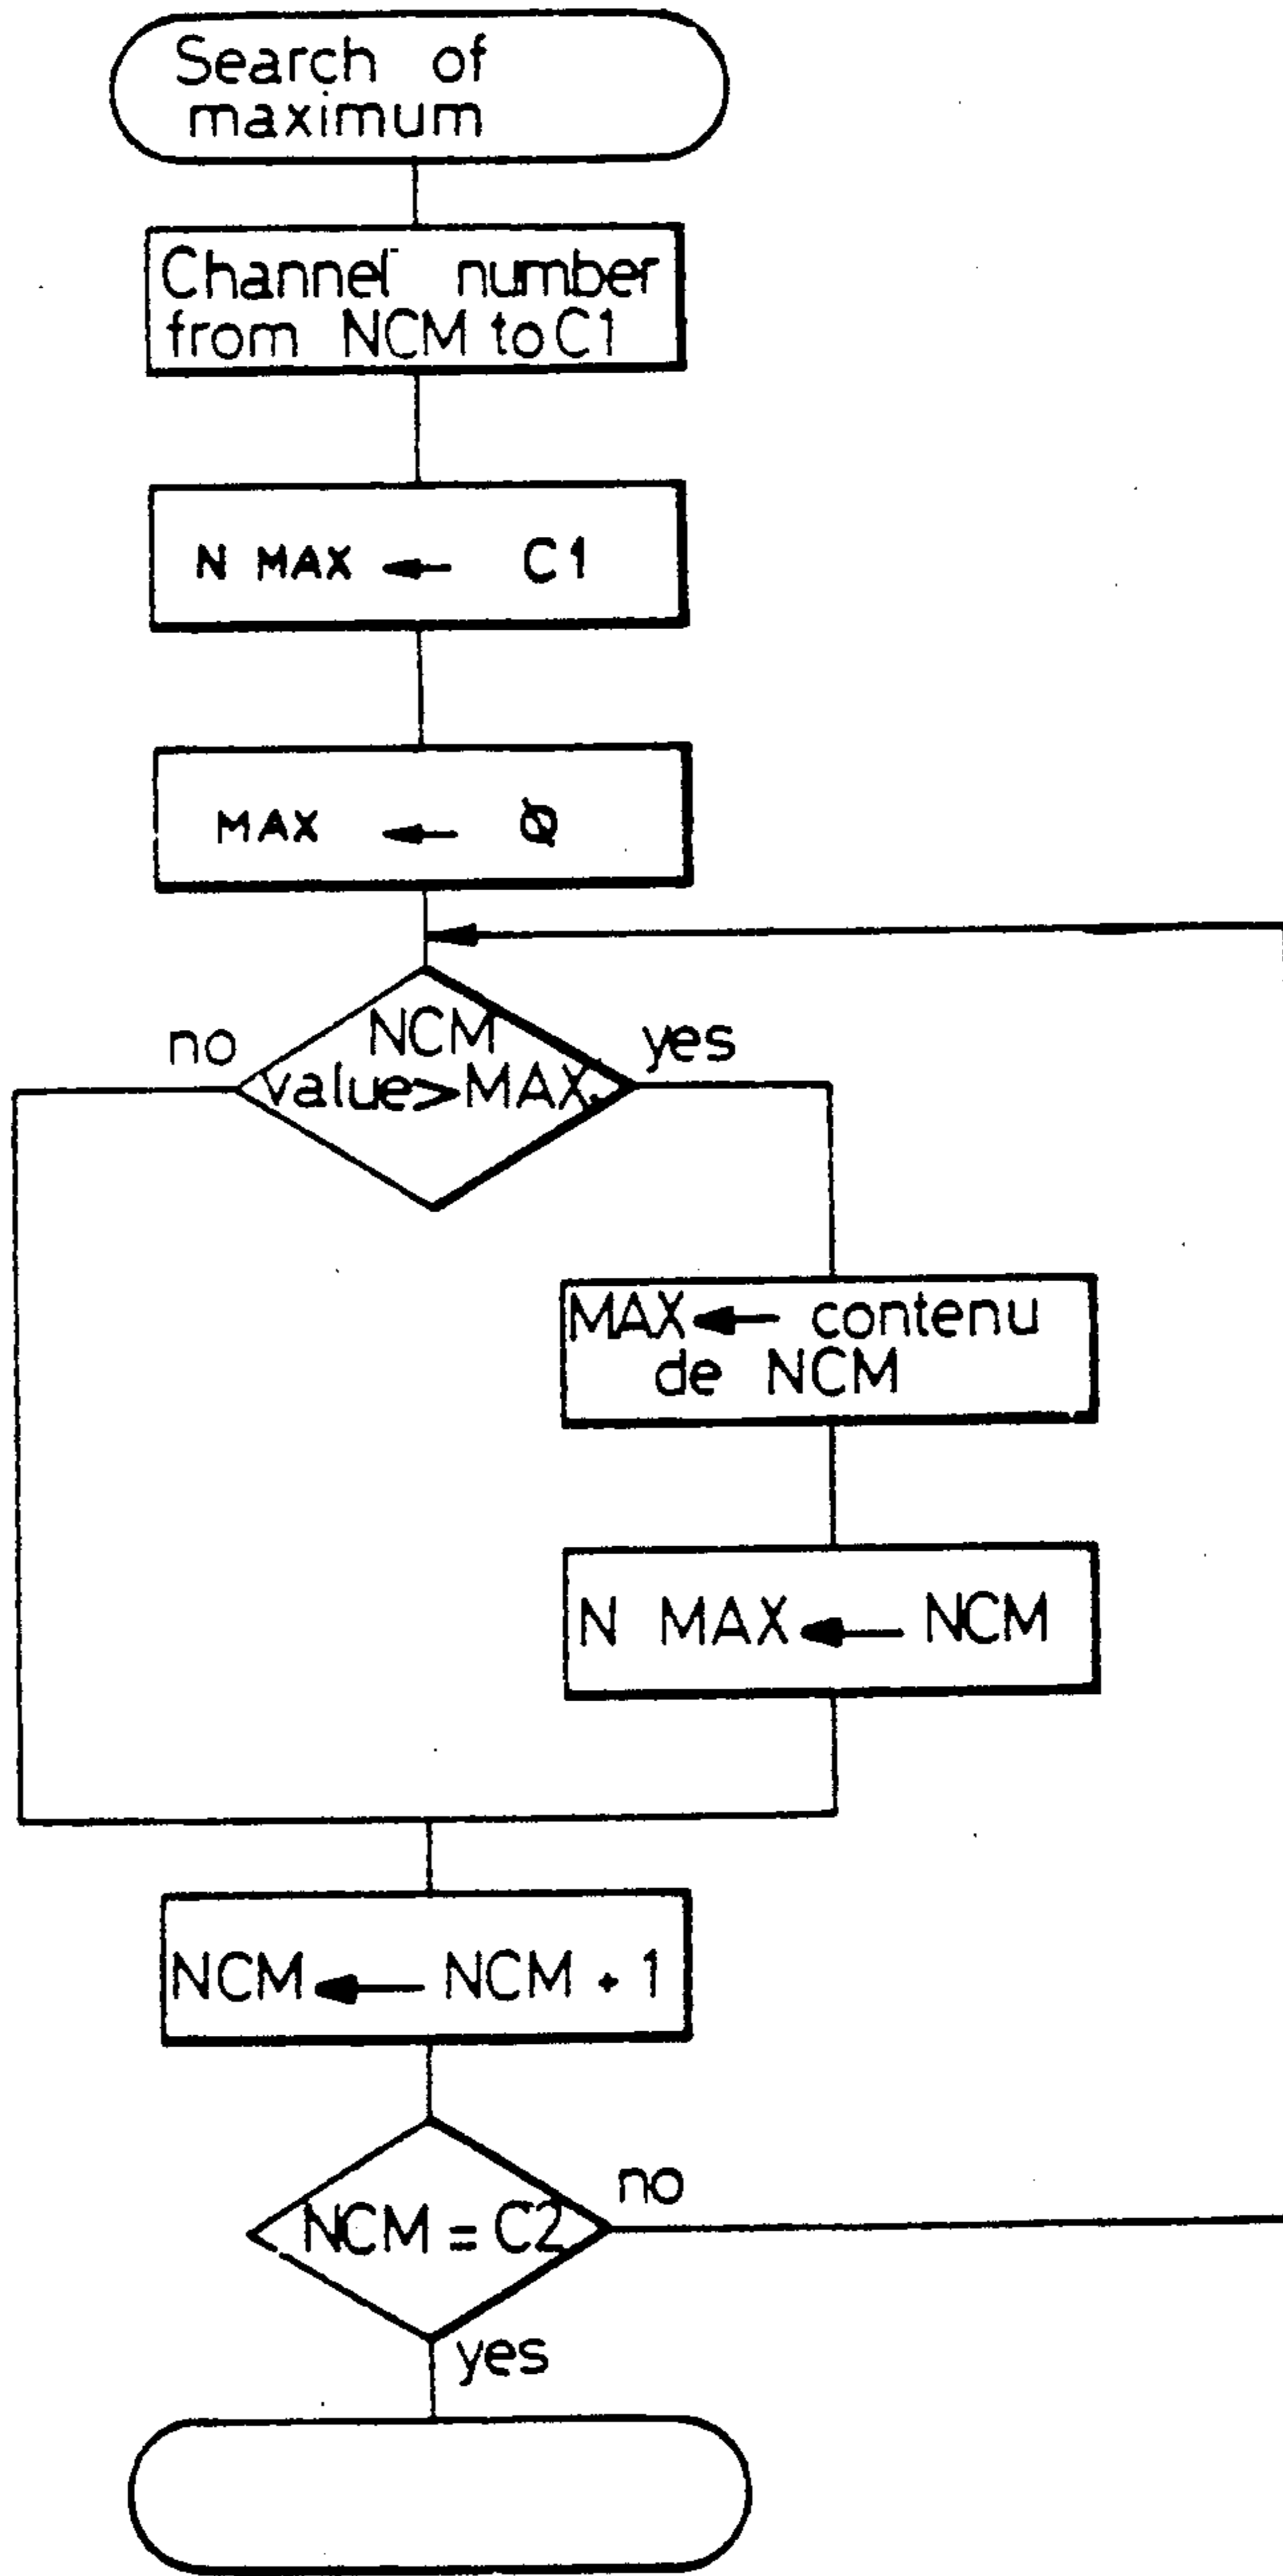 Search of
maximum
Channel number
from NCM to C1
N MAX ← C1
MAX ← Ø
NCM
value>MAX.
no
yes
MAX ← contenu
de NCM
N MAX ← NCM
NCM ← NCM + 1
NCM = C2
no
yes